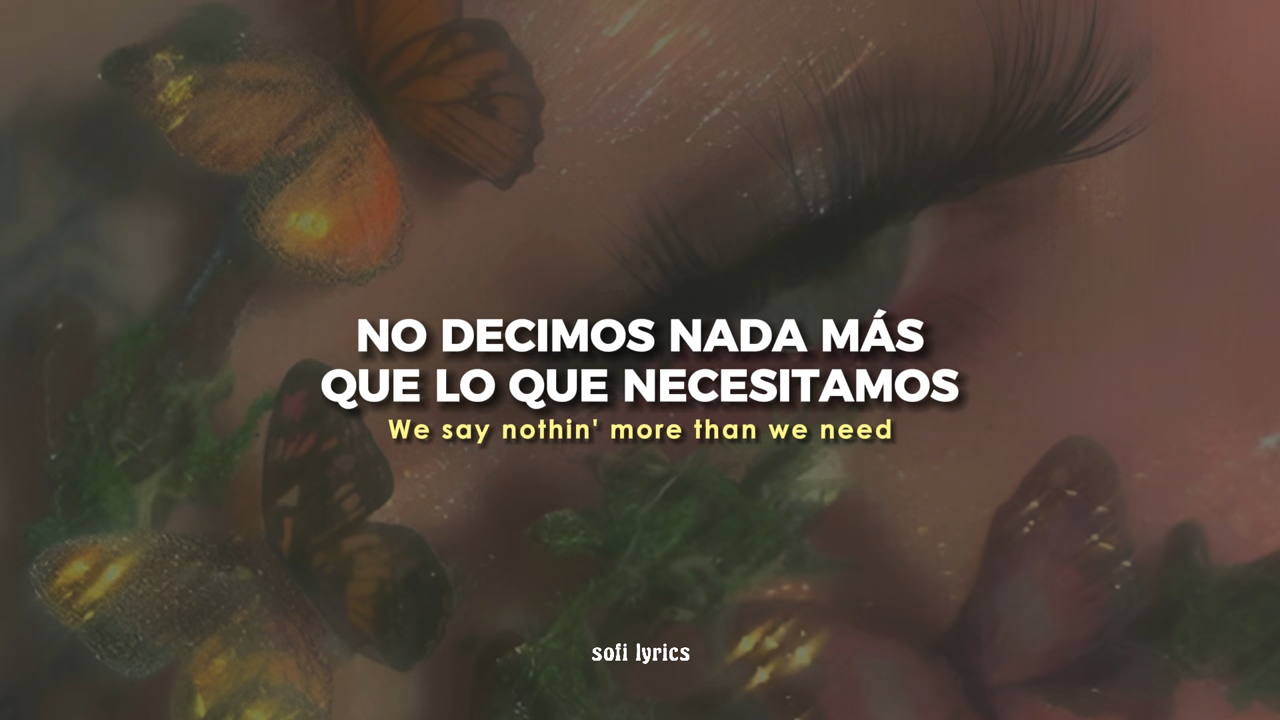 NO DECIMOS NADA MÁS
QUE LO QUE NECESITAMOS
We say nothin' more than we need
sofi lyrics